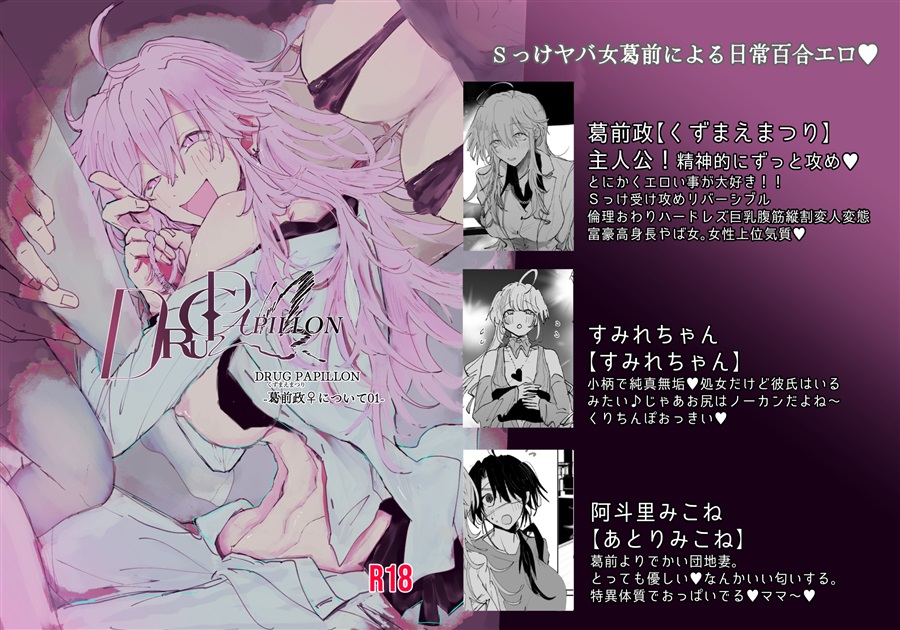 Sっけヤバ女葛前による日常百合エロ♥
葛前政【くずまえまつり】
主人公！精神的にずっと攻め♥
とにかくエロい事が大好き！！
Sっけ受け攻めリバーシブル
倫理おわりハードレズ巨乳腹筋縦割変人変態
富豪高身長やば女。女性上位気質♥
すみれちゃん
【すみれちゃん】
小柄で純真無垢♥処女だけど彼氏はいる
みたい♪じゃあお尻はノーカンだよね〜
くりちんぽおっきい♥
阿斗里みこね
【あとりみこね】
葛前よりでかい団地妻。
とっても優しい♥なんかいい匂いする。
特異体質でおっぱいでる♥ママ〜♥
DRUG PAPILLON
DRUG PAPILLON
くずまえまつり
-葛前政♀について01-
R18